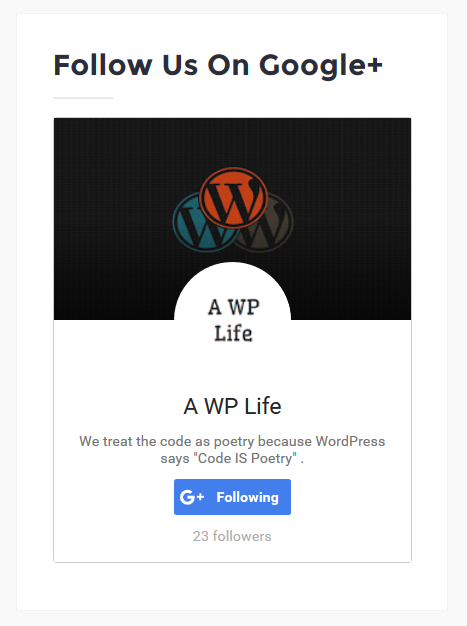 Follow Us On Google+
A WP
Life
A WP Life
We treat the code as poetry because WordPress
says "Code IS Poetry" .
G+ Following
23 followers